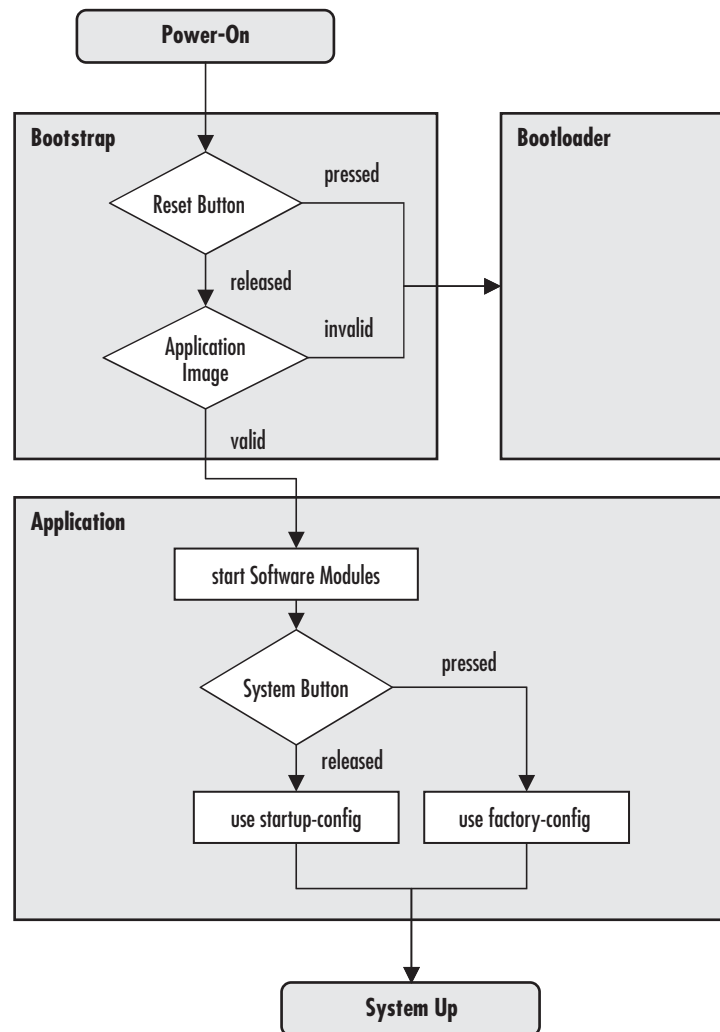 Power-On
Bootstrap
Bootloader
pressed
Reset Button
released
invalid
Application
Image
valid
Application
start Software Modules
pressed
System Button
released
use startup-config
use factory-config
System Up